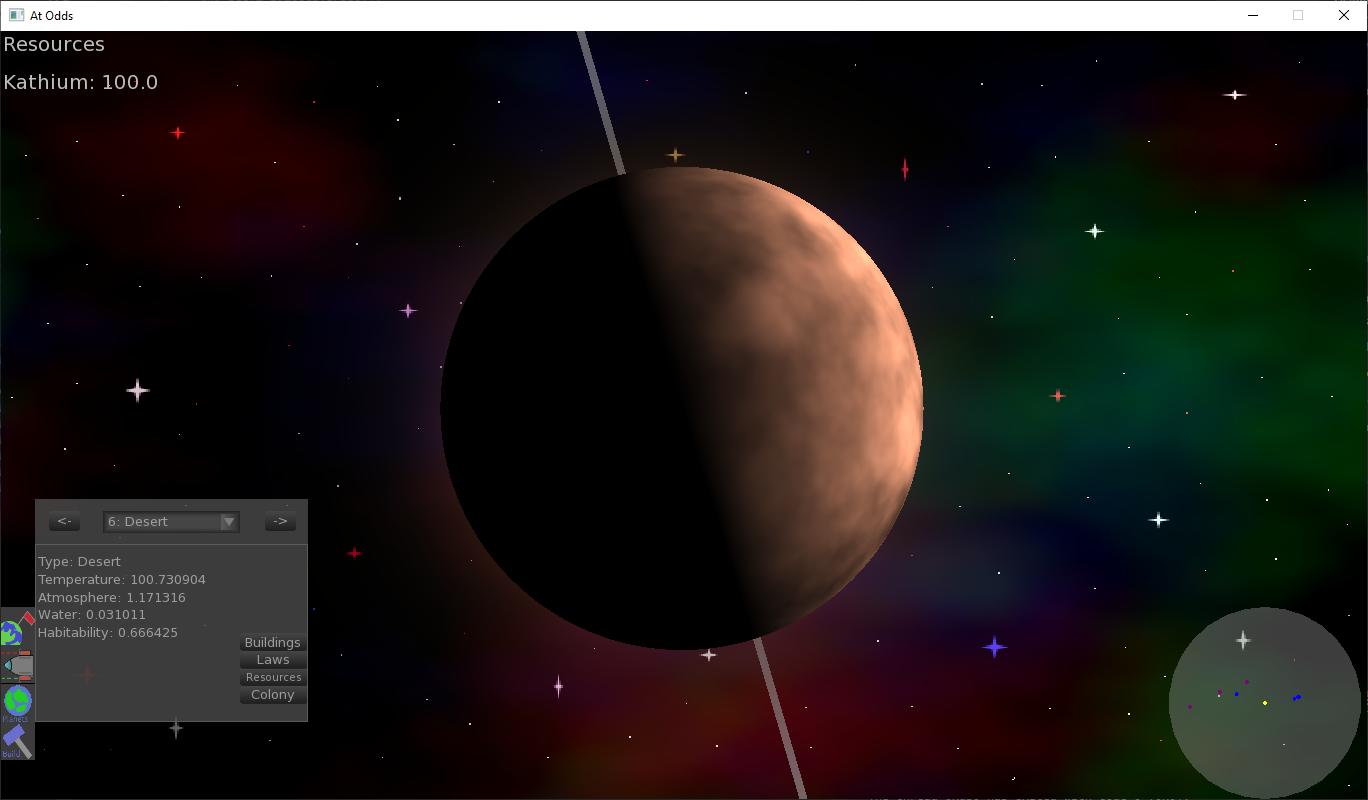 At Odds
Resources
Kathium: 100.0
<-
6: Desert
->
Type: Desert
Temperature: 100.730904
Atmosphere: 1.171316
Water: 0.031011
Habitability: 0.666425
Buildings
Laws
Resources
Colony
Planets
Build